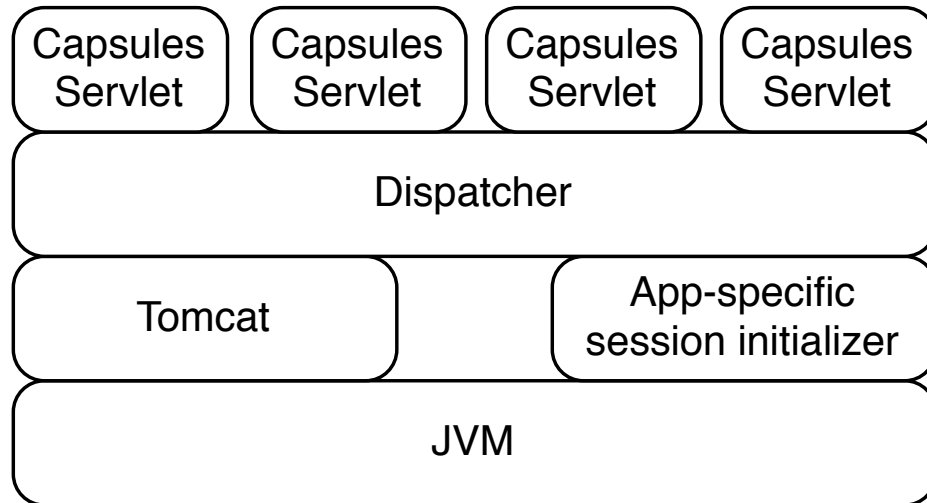 Capsules
Servlet
Capsules
Servlet
Capsules
Servlet
Capsules
Servlet
Dispatcher
Tomcat
App-specific
session initializer
JVM